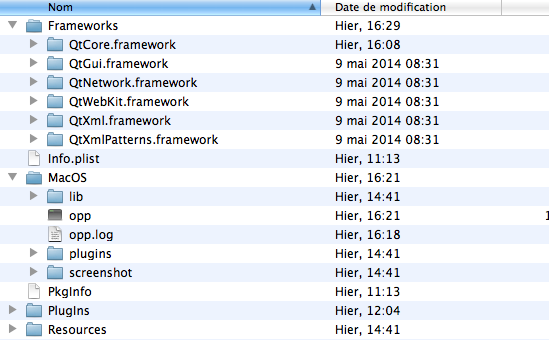 Nom Date de modification
Frameworks Hier, 16:29
QtCore.framework Hier, 16:08
QtGui.framework 9 mai 2014 08:31
QtNetwork.framework 9 mai 2014 08:31
QtWebKit.framework 9 mai 2014 08:31
QtXml.framework 9 mai 2014 08:31
QtXmlPatterns.framework 9 mai 2014 08:31
Info.plist Hier, 11:13
MacOS Hier, 16:21
lib Hier, 14:41
opp Hier, 16:21 1
opp.log Hier, 16:18
plugins Hier, 14:41
screenshot Hier, 14:41
PkgInfo Hier, 11:13
PlugIns Hier, 12:04
Resources Hier, 14:41